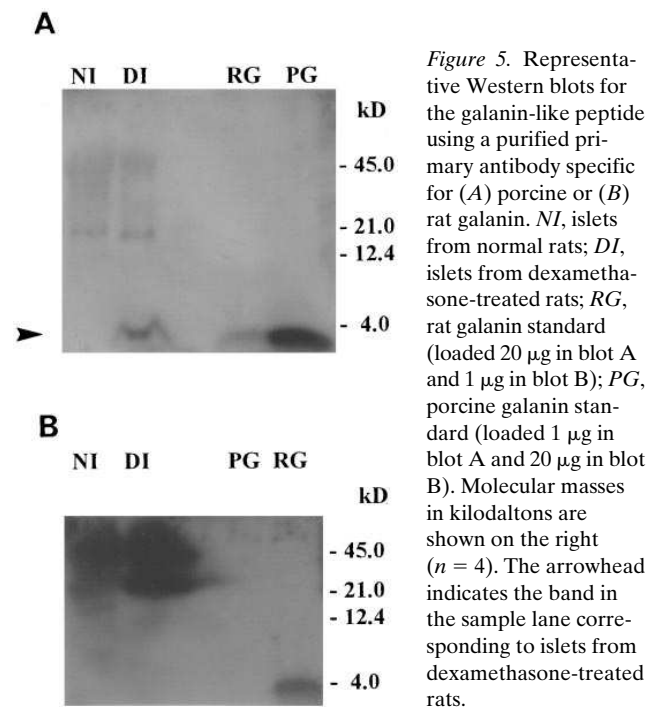 A
NI DI RG PG
kD
- 45.0
- 21.0
- 12.4
- 4.0
B
NI DI PG RG
kD
- 45.0
- 21.0
- 12.4
- 4.0
Figure 5. Representa-
tive Western blots for
the galanin-like peptide
using a purified pri-
mary antibody specific
for (A) porcine or (B)
rat galanin. NI, islets
from normal rats; DI,
islets from dexametha-
sone-treated rats; RG,
rat galanin standard
(loaded 20 μg in blot A
and 1 μg in blot B); PG,
porcine galanin stan-
dard (loaded 1 μg in
blot A and 20 μg in blot
B). Molecular masses
in kilodaltons are
shown on the right
(n = 4). The arrowhead
indicates the band in
the sample lane corre-
sponding to islets from
dexamethasone-treated
rats.